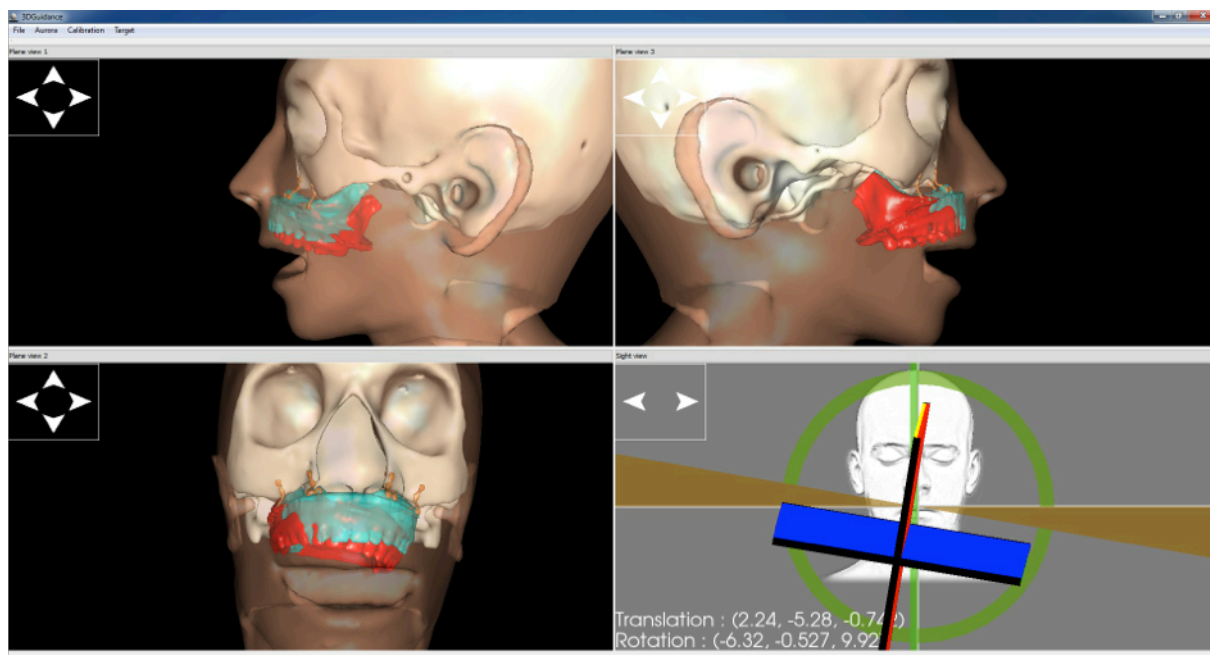 3DGuidance
File Aurora Calibration Target
Plane view 1
Plane view 3
Plane view 2
Sight view
Translation : (2.24, -5.28, -0.742)
Rotation : (-6.32, -0.527, 9.92